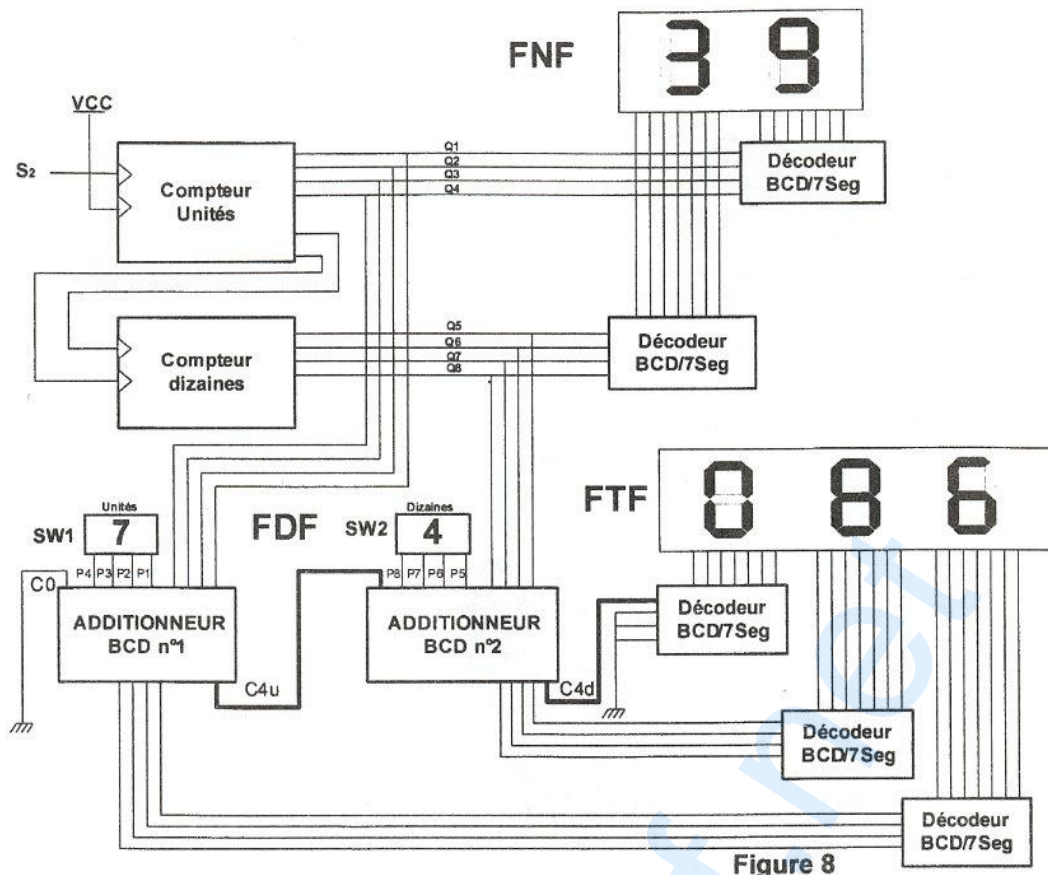 FNF
39
VCC
S2
Compteur
Unités
Q1
Q2
Q3
Q4
Décodeur
BCD/7Seg
Compteur
dizaines
Q5
Q6
Q7
Q8
Décodeur
BCD/7Seg
FTF
086
SW1
Unités
7
FDF
SW2
Dizaines
4
C0
P4 P3 P2 P1
P8 P7 P6 P5
ADDITIONNEUR
BCD n°1
C4u
ADDITIONNEUR
BCD n°2
C4d
Décodeur
BCD/7Seg
Décodeur
BCD/7Seg
Décodeur
BCD/7Seg
Figure 8